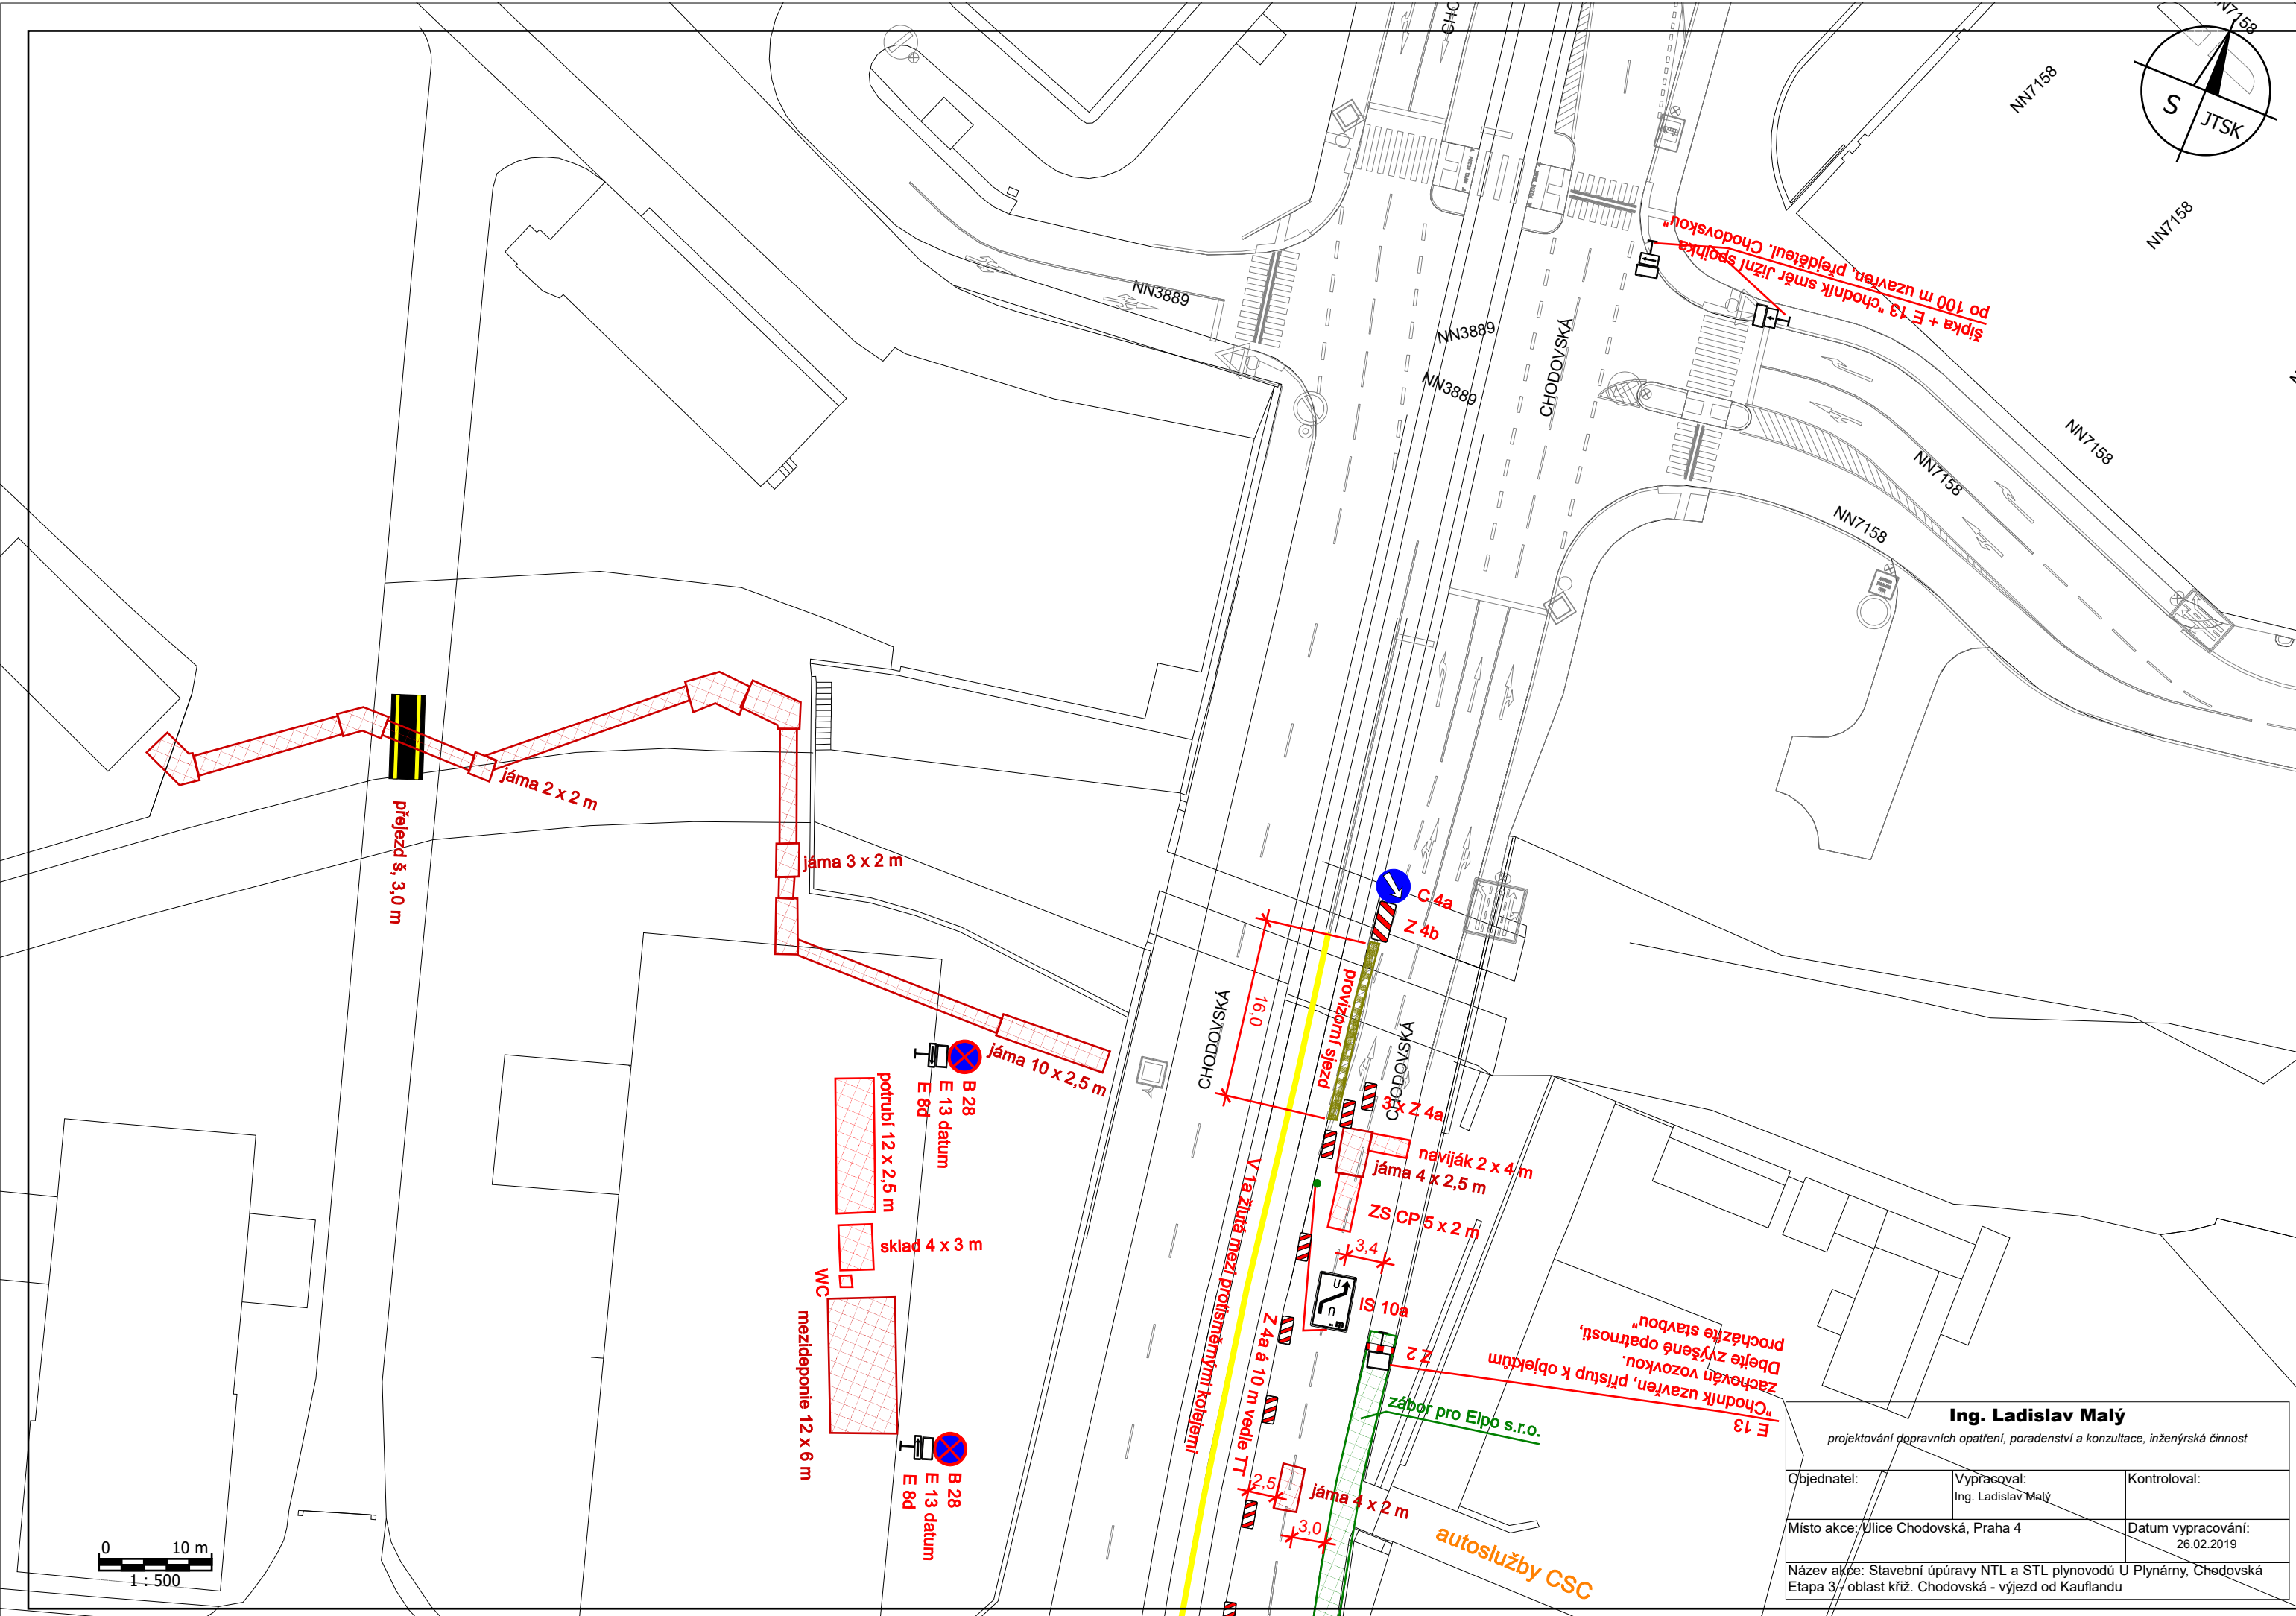 CHO
NN7158
NN7158
NN7158
S
JTSK
šipka + E 13 "chodník směr Jižní spojka
po 100 m uzavřen, přejděteul. Chodovskou"
NN3889
NN3889
NN3889
CHODOVSKÁ
NN7158
NN7158
NN7158
jáma 2 x 2 m
přejezd š, 3,0 m
jáma 3 x 2 m
C 4a
Z 4b
16,0
provizorní sjezd
CHODOVSKÁ
CHODOVSKÁ
jáma 10 x 2,5 m
B 28
E 13 datum
E 8d
potrubí 12 x 2,5 m
3 x Z 4a
naviják 2 x 4 m
jáma 4 x 2,5 m
ZS CP 5 x 2 m
3,4
sklad 4 x 3 m
WC
mezideponie 12 x 6 m
V 1a žlutá mezi protisměrnými kolejemi
Z 4a á 10 m vedle TT
IS 10a
Z 2
E 13
"Chodník uzavřen, přístup k objektům
zachován vozovkou.
Dbejte zvýšené opatrnosti,
procházíte stavbou"
zábor pro Elpo s.r.o.
B 28
E 13 datum
E 8d
2,5
jáma 4 x 2 m
3,0
autoslužby CSC
0 10 m
1 : 500
Ing. Ladislav Malý
projektování dopravních opatření, poradenství a konzultace, inženýrská činnost
Objednatel:
Vypracoval:
Ing. Ladislav Malý
Kontroloval:
Místo akce: Ulice Chodovská, Praha 4
Datum vypracování:
26.02.2019
Název akce: Stavební úpúravy NTL a STL plynovodů U Plynárny, Chodovská
Etapa 3 - oblast křiž. Chodovská - výjezd od Kauflandu